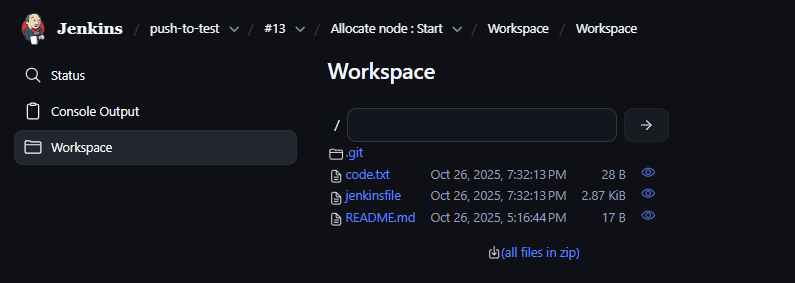 Jenkins / push-to-test / #13 / Allocate node : Start / Workspace / Workspace
Status
Console Output
Workspace
Workspace
/
.git
code.txt Oct 26, 2025, 7:32:13 PM 28 B
jenkinsfile Oct 26, 2025, 7:32:13 PM 2.87 KiB
README.md Oct 26, 2025, 5:16:44 PM 17 B
(all files in zip)